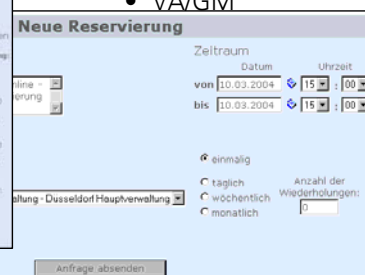 • VA/GM
Neue Reservierung
Zeitraum
Datum Uhrzeit
von 10.03.2004 15 : 00
bis 10.03.2004 15 : 00
einmalig
täglich
wöchentlich
monatlich
Anzahl der
Wiederholungen:
0
altung - Düsseldorf Hauptverwaltung
Anfrage absenden